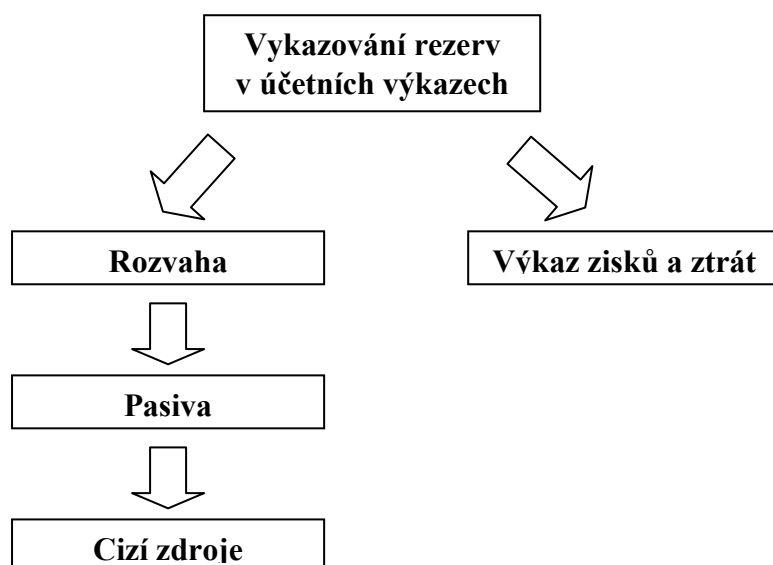 Vykazování rezerv
v účetních výkazech
Rozvaha
Výkaz zisků a ztrát
Pasiva
Cizí zdroje